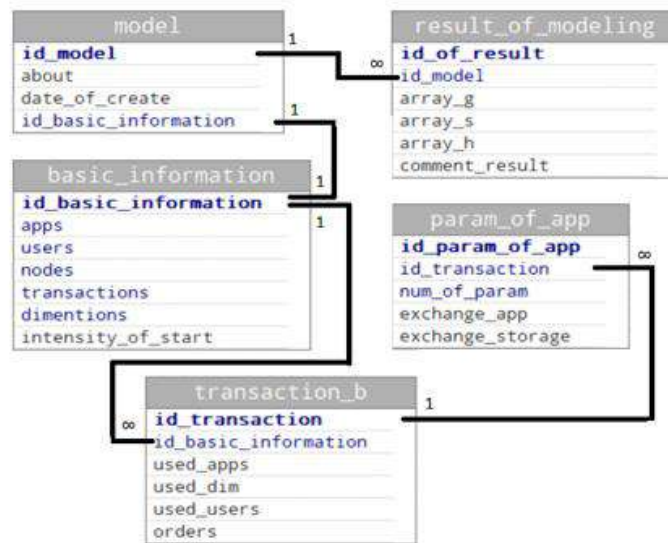 model
id_model
about
date_of_create
id_basic_information
1
1
∞
result_of_modeling
id_of_result
id_model
array_g
array_s
array_h
comment_result
basic_information
id_basic_information
apps
users
nodes
transactions
dimentions
intensity_of_start
1
1
param_of_app
id_param_of_app
id_transaction
num_of_param
exchange_app
exchange_storage
∞
transaction_b
id_transaction
id_basic_information
used_apps
used_dim
used_users
orders
∞
1